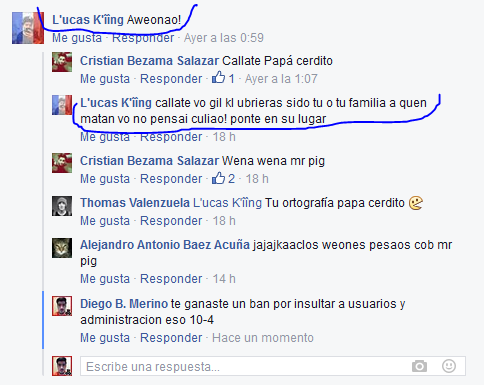 L'ucas K'îîng Aweonao!
Me gusta · Responder · Ayer a las 0:59
Cristian Bezama Salazar Callate Papá cerdito
Me gusta · Responder · 1 · Ayer a la 1:07
L'ucas K'îîng callate vo gil kl ubrieras sido tu o tu familia a quen
matan vo no pensai culiao! ponte en su lugar
Me gusta · Responder · 18 h
Cristian Bezama Salazar Wena wena mr pig
Me gusta · Responder · 2 · 18 h
Thomas Valenzuela L'ucas K'îîng Tu ortografía papa cerdito
Me gusta · Responder · 18 h
Alejandro Antonio Baez Acuña jajajkaaclos weones pesaos cob mr
pig
Me gusta · Responder · 14 h
Diego B. Merino te ganaste un ban por insultar a usuarios y
administracion eso 10-4
Me gusta · Responder · Hace un momento
Escribe una respuesta...